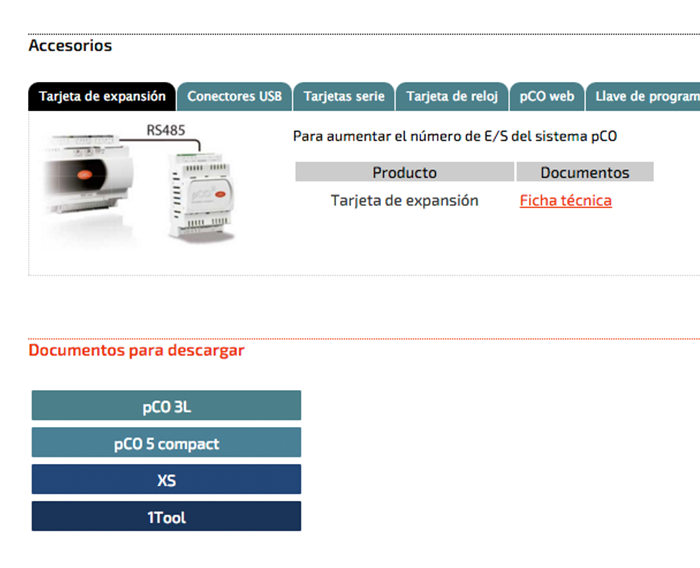 Accesorios
Tarjeta de expansión Conectores USB Tarjetas serie Tarjeta de reloj pCO web Llave de program
RS485
Para aumentar el número de E/S del sistema pCO
Producto Documentos
Tarjeta de expansión Ficha técnica
Documentos para descargar
pCO 3L
pCO 5 compact
XS
1Tool